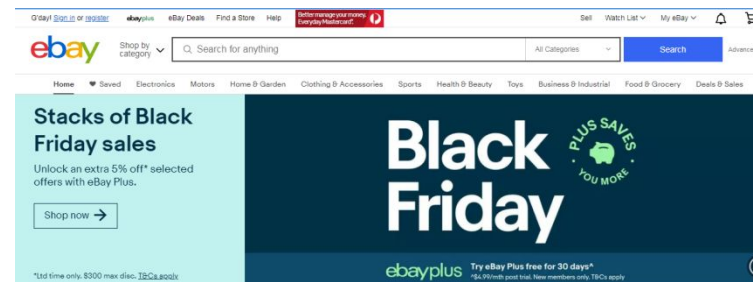 G'day! Sign in or register ebayplus eBay Deals Find a Store Help Better manage your money. Everyday Mastercard®. Sell Watch List My eBay
ebay Shop by category Search for anything All Categories Search Advance
Home Saved Electronics Motors Home & Garden Clothing & Accessories Sports Health & Beauty Toys Business & Industrial Food & Grocery Deals & Sales
Stacks of Black
Friday sales
Unlock an extra 5% off* selected
offers with eBay Plus.
Shop now
*Ltd time only. $300 max disc. T&Cs apply
Black
Friday
PLUS SAVES
YOU MORE
ebayplus Try eBay Plus free for 30 days^
^$4.99/mth post trial. New members only. T&Cs apply